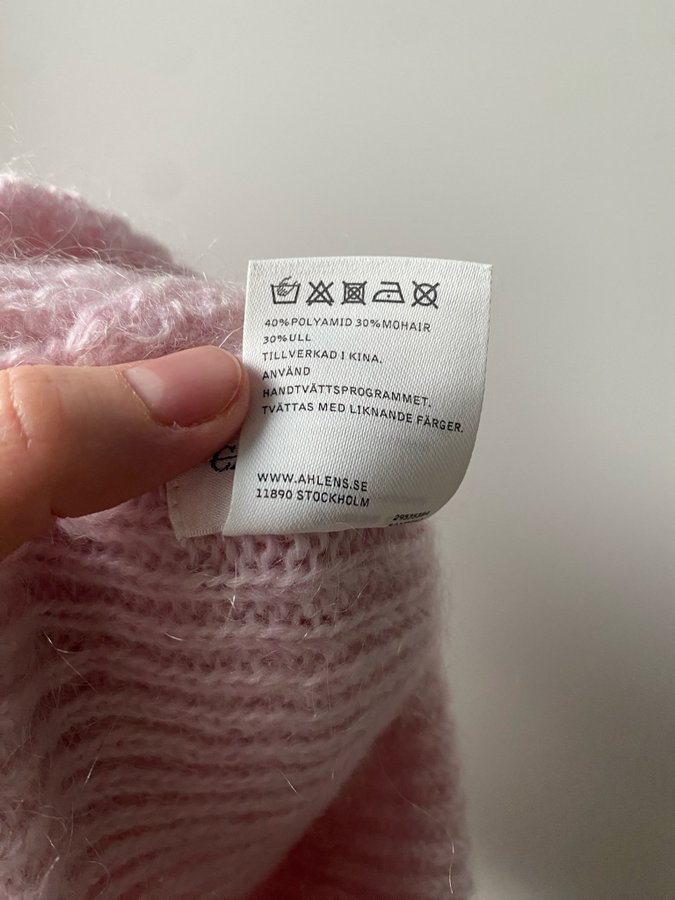 40%POLYAMID 30%MOHAIR
30%ULL
TILLVERKAD I KINA.
ANVÄND
HANDTVÄTTSPROGRAMMET.
TVÄTTAS MED LIKNANDE FÄRGER.
WWW.AHLENS.SE
11890 STOCKHOLM